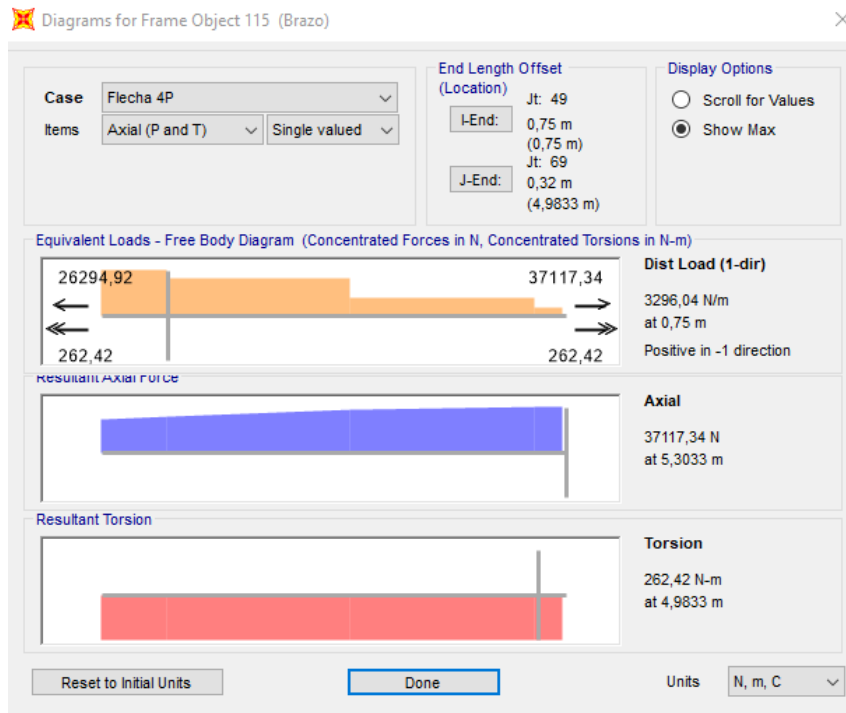 Diagrams for Frame Object 115 (Brazo)
Case Flecha 4P
Items Axial (P and T) Single valued
End Length Offset
(Location)
I-End:
Jt: 49
0,75 m
(0,75 m)
J-End:
Jt: 69
0,32 m
(4,9833 m)
Display Options
Scroll for Values
Show Max
Equivalent Loads - Free Body Diagram (Concentrated Forces in N, Concentrated Torsions in N-m)
26294,92 37117,34
262,42 262,42
Dist Load (1-dir)
3296,04 N/m
at 0,75 m
Positive in -1 direction
Resultant Axial Force
Axial
37117,34 N
at 5,3033 m
Resultant Torsion
Torsion
262,42 N-m
at 4,9833 m
Reset to Initial Units Done Units N, m, C